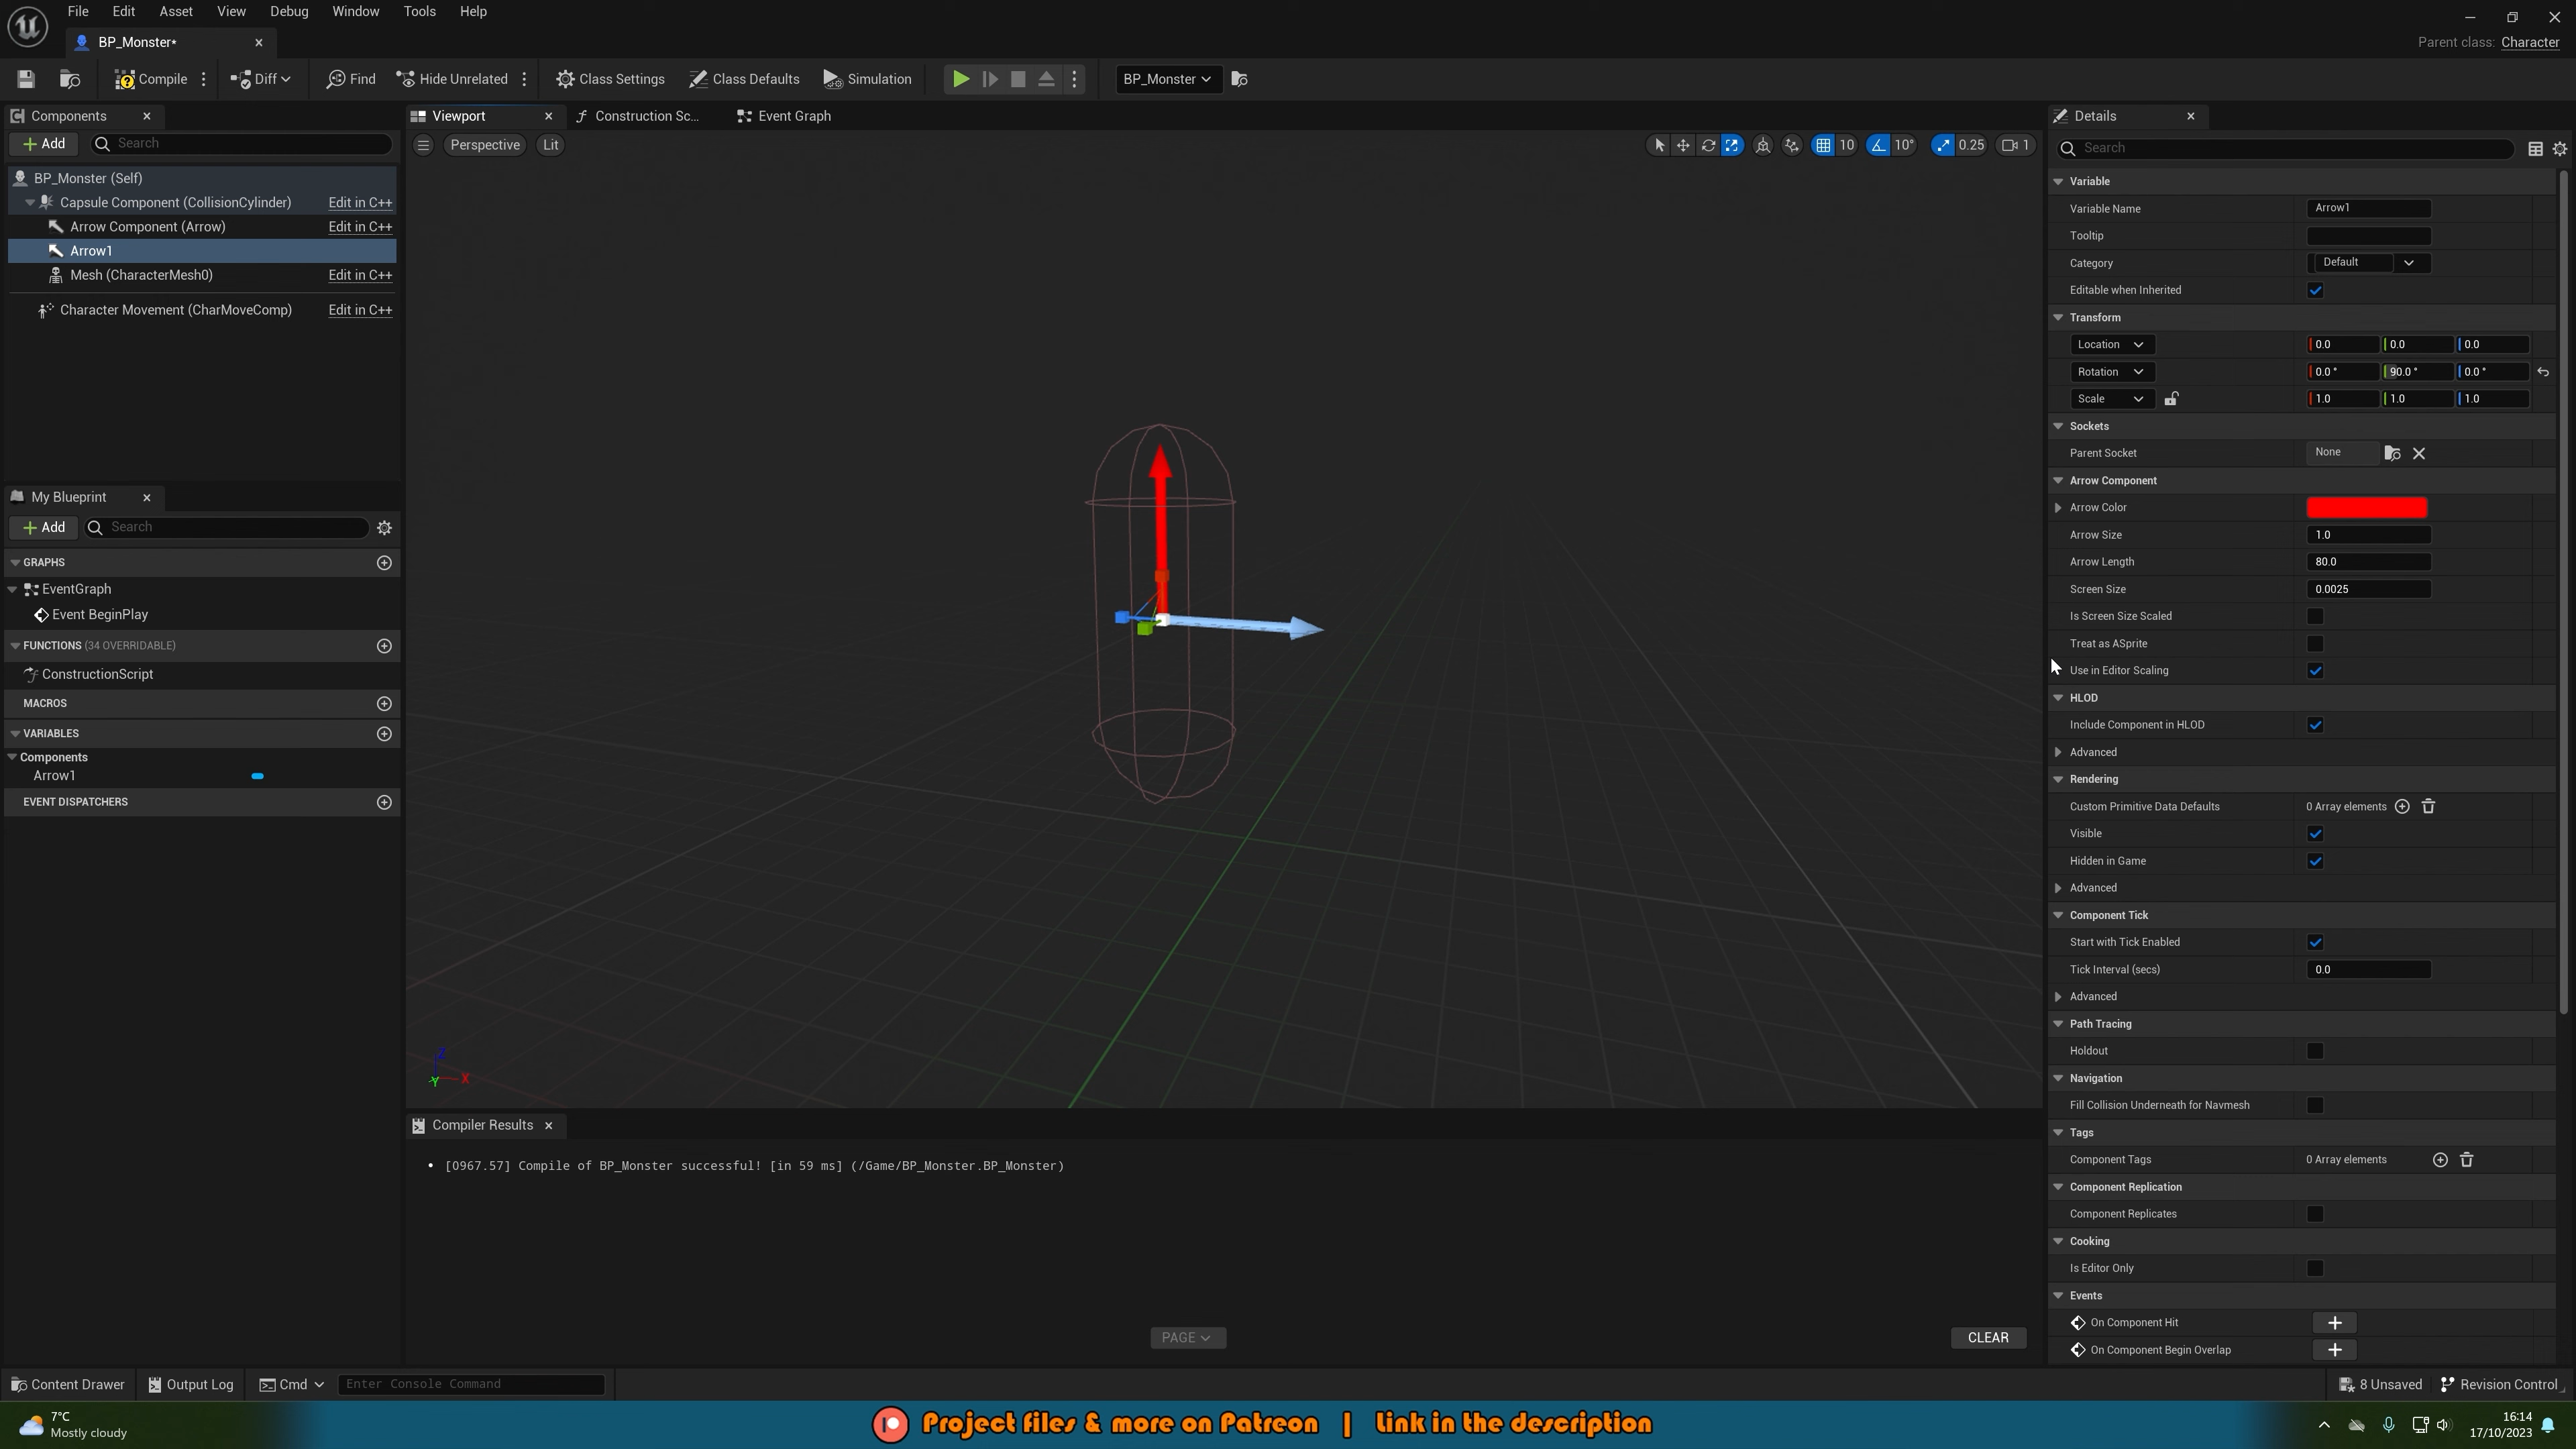 File Edit Asset View Debug Window Tools Help
BP_Monster*
Parent class: Character
Compile Diff Find Hide Unrelated Class Settings Class Defaults Simulation BP_Monster
Components
Add Search
BP_Monster (Self)
Capsule Component (CollisionCylinder) Edit in C++
Arrow Component (Arrow) Edit in C++
Arrow1
Mesh (CharacterMesh0) Edit in C++
Character Movement (CharMoveComp) Edit in C++
My Blueprint
Add Search
GRAPHS
EventGraph
Event BeginPlay
FUNCTIONS (34 OVERRIDABLE)
ConstructionScript
MACROS
VARIABLES
Components
Arrow1
EVENT DISPATCHERS
Viewport Construction Sc... Event Graph
Perspective Lit 10 10° 0.25 1
Z
Y X
Compiler Results
• [0967.57] Compile of BP_Monster successful! [in 59 ms] (/Game/BP_Monster.BP_Monster)
PAGE CLEAR
Details
Search
Variable
Variable Name Arrow1
Tooltip
Category Default
Editable when Inherited
Transform
Location 0.0 0.0 0.0
Rotation 0.0 ° 90.0 ° 0.0 °
Scale 1.0 1.0 1.0
Sockets
Parent Socket None
Arrow Component
Arrow Color
Arrow Size 1.0
Arrow Length 80.0
Screen Size 0.0025
Is Screen Size Scaled
Treat as ASprite
Use in Editor Scaling
HLOD
Include Component in HLOD
Advanced
Rendering
Custom Primitive Data Defaults 0 Array elements
Visible
Hidden in Game
Advanced
Component Tick
Start with Tick Enabled
Tick Interval (secs) 0.0
Advanced
Path Tracing
Holdout
Navigation
Fill Collision Underneath for Navmesh
Tags
Component Tags 0 Array elements
Component Replication
Component Replicates
Cooking
Is Editor Only
Events
On Component Hit
On Component Begin Overlap
Content Drawer Output Log Cmd Enter Console Command 8 Unsaved Revision Control
7°C
Mostly cloudy
Project files & more on Patreon | Link in the description
16:14
17/10/2023